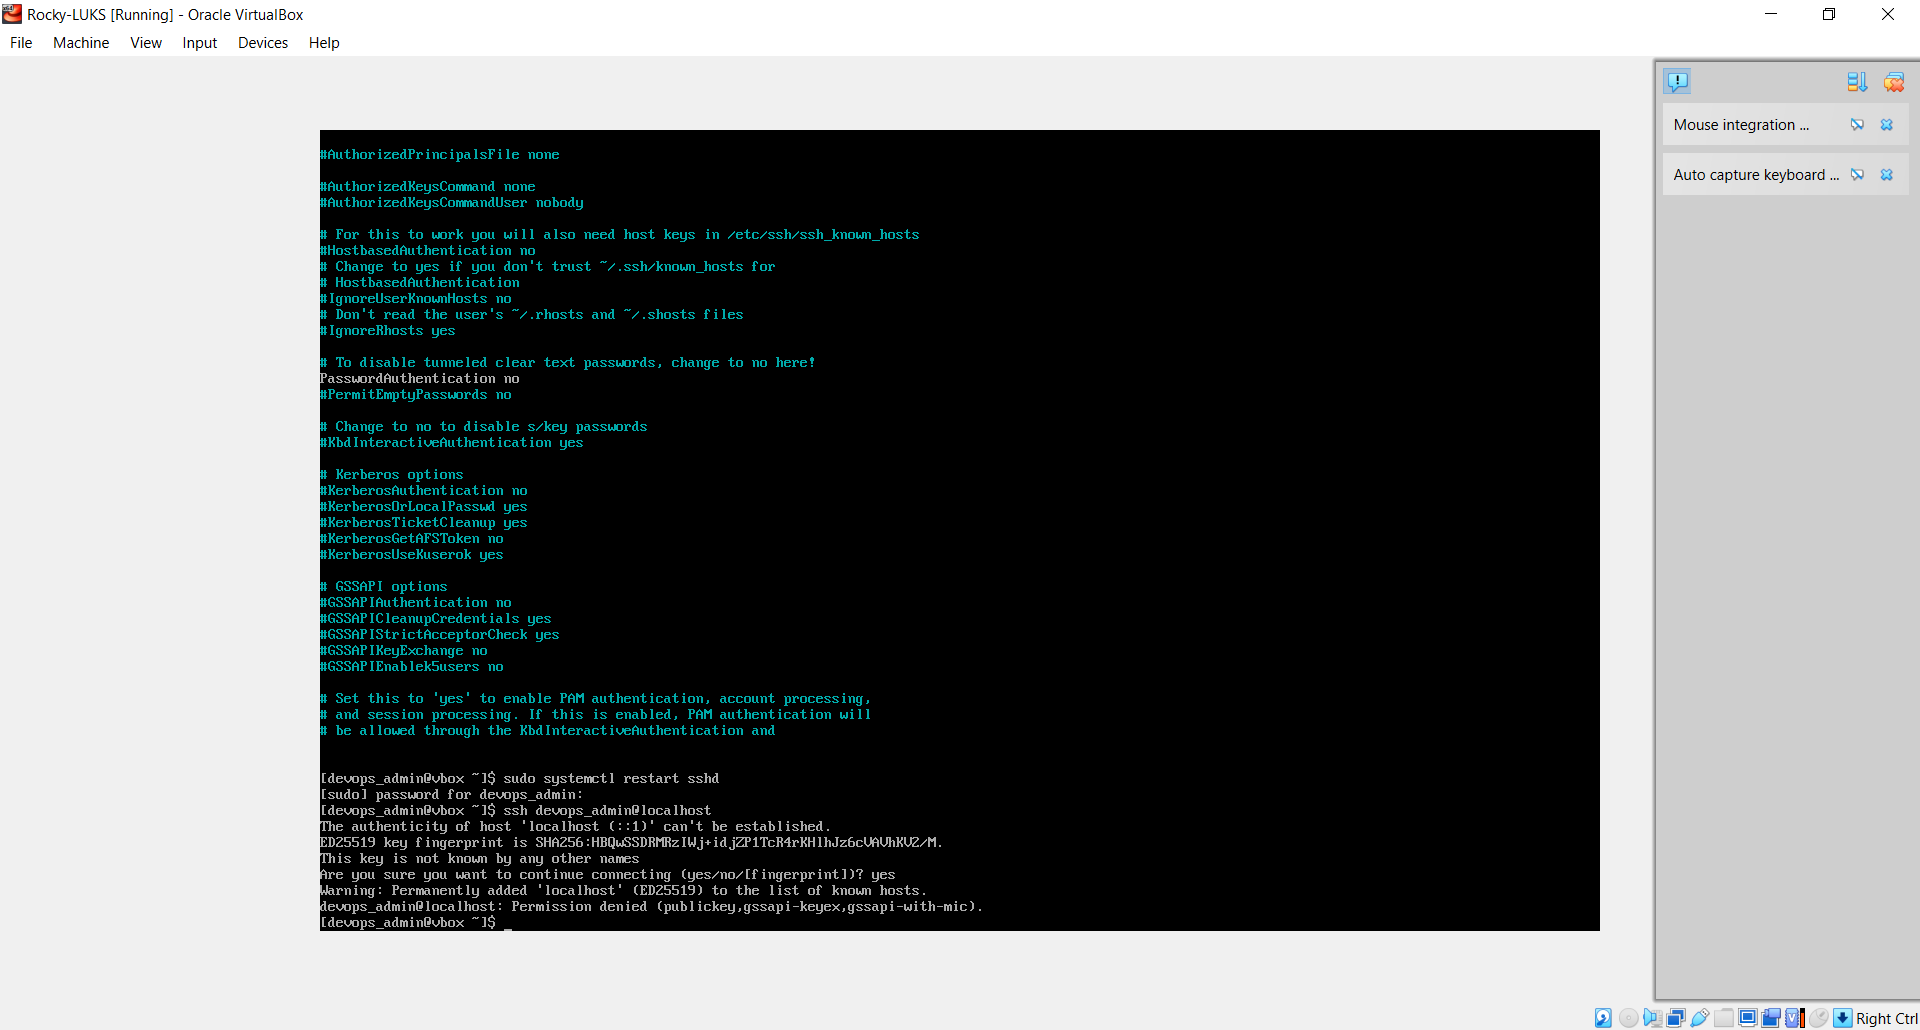 Rocky-LUKS [Running] - Oracle VirtualBox
File Machine View Input Devices Help
Mouse integration ...
Auto capture keyboard ...
#AuthorizedPrincipalsFile none
#AuthorizedKeysCommand none
#AuthorizedKeysCommandUser nobody
# For this to work you will also need host keys in /etc/ssh/ssh_known_hosts
#HostbasedAuthentication no
# Change to yes if you don't trust ~/.ssh/known_hosts for
# HostbasedAuthentication
#IgnoreUserKnownHosts no
# Don't read the user's ~/.rhosts and ~/.shosts files
#IgnoreRhosts yes
# To disable tunneled clear text passwords, change to no here!
PasswordAuthentication no
#PermitEmptyPasswords no
# Change to no to disable s/key passwords
#KbdInteractiveAuthentication yes
# Kerberos options
#KerberosAuthentication no
#KerberosOrLocalPasswd yes
#KerberosTicketCleanup yes
#KerberosGetAFSToken no
#KerberosUseKuserok yes
# GSSAPI options
#GSSAPIAuthentication no
#GSSAPICleanupCredentials yes
#GSSAPIStrictAcceptorCheck yes
#GSSAPIKeyExchange no
#GSSAPIEnablek5users no
# Set this to 'yes' to enable PAM authentication, account processing,
# and session processing. If this is enabled, PAM authentication will
# be allowed through the KbdInteractiveAuthentication and
[devops_admin@vbox ~]$ sudo systemctl restart sshd
[sudo] password for devops_admin:
[devops_admin@vbox ~]$ ssh devops_admin@localhost
The authenticity of host 'localhost (::1)' can't be established.
ED25519 key fingerprint is SHA256:HBQwSSDRMRzIWj+idjZP1TcR4rKHlhJz6cVAVhKV2/M.
This key is not known by any other names
Are you sure you want to continue connecting (yes/no/[fingerprint])? yes
Warning: Permanently added 'localhost' (ED25519) to the list of known hosts.
devops_admin@localhost: Permission denied (publickey,gssapi-keyex,gssapi-with-mic).
[devops_admin@vbox ~]$ _
Right Ctrl